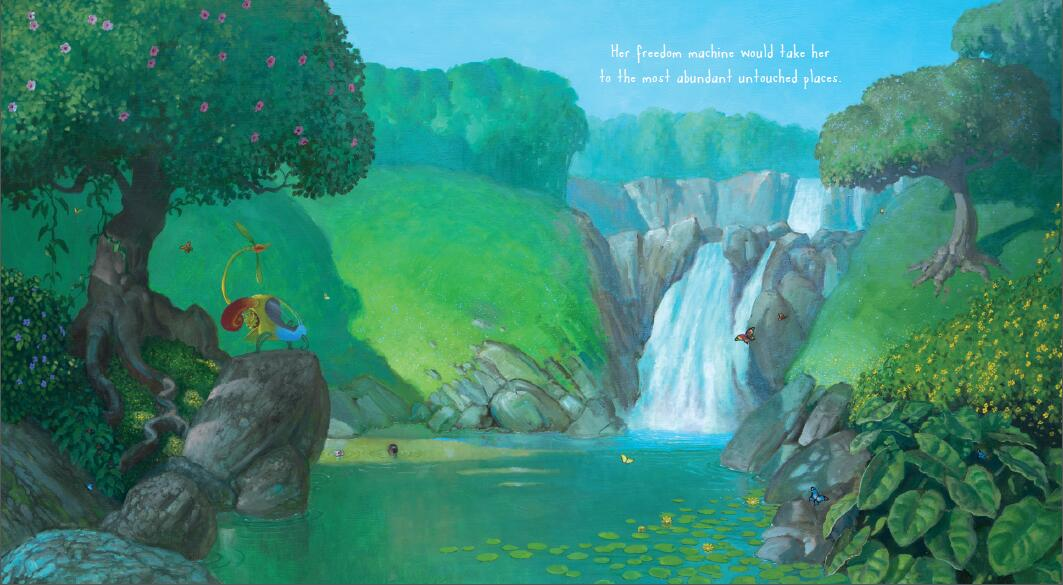 Her freedom machine would take her
to the most abundant untouched places.